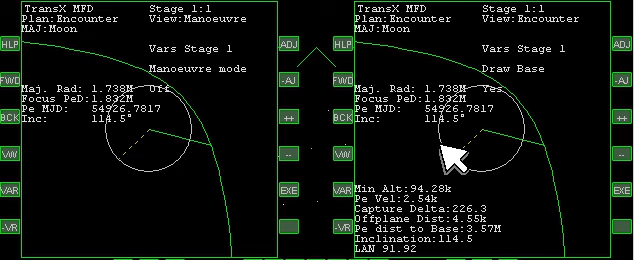 TransX MFD Stage 1:1
Plan:Encounter View:Manoeuvre
MAJ:Moon
HLP
ADJ
Vars Stage 1
Manoeuvre mode
FWD
-AJ
Maj. Rad: 1.738M Off
Focus PeD:1.832M
Pe MJD: 54926.7817
Inc: 114.5°
BCK
++
VW
--
VAR
EXE
-VR
TransX MFD Stage 1:1
Plan:Encounter View:Encounter
MAJ:Moon
HLP
ADJ
Vars Stage 1
Draw Base
FWD
-AJ
Maj. Rad: 1.738M Yes
Focus PeD:1.832M
Pe MJD: 54926.7817
Inc: 114.5°
BCK
++
VW
--
VAR
EXE
-VR
Min Alt:94.28k
Pe Vel:2.54k
Capture Delta:226.3
Offplane Dist:4.55k
Pe dist to Base:3.57M
Inclination:114.5
LAN 91.92